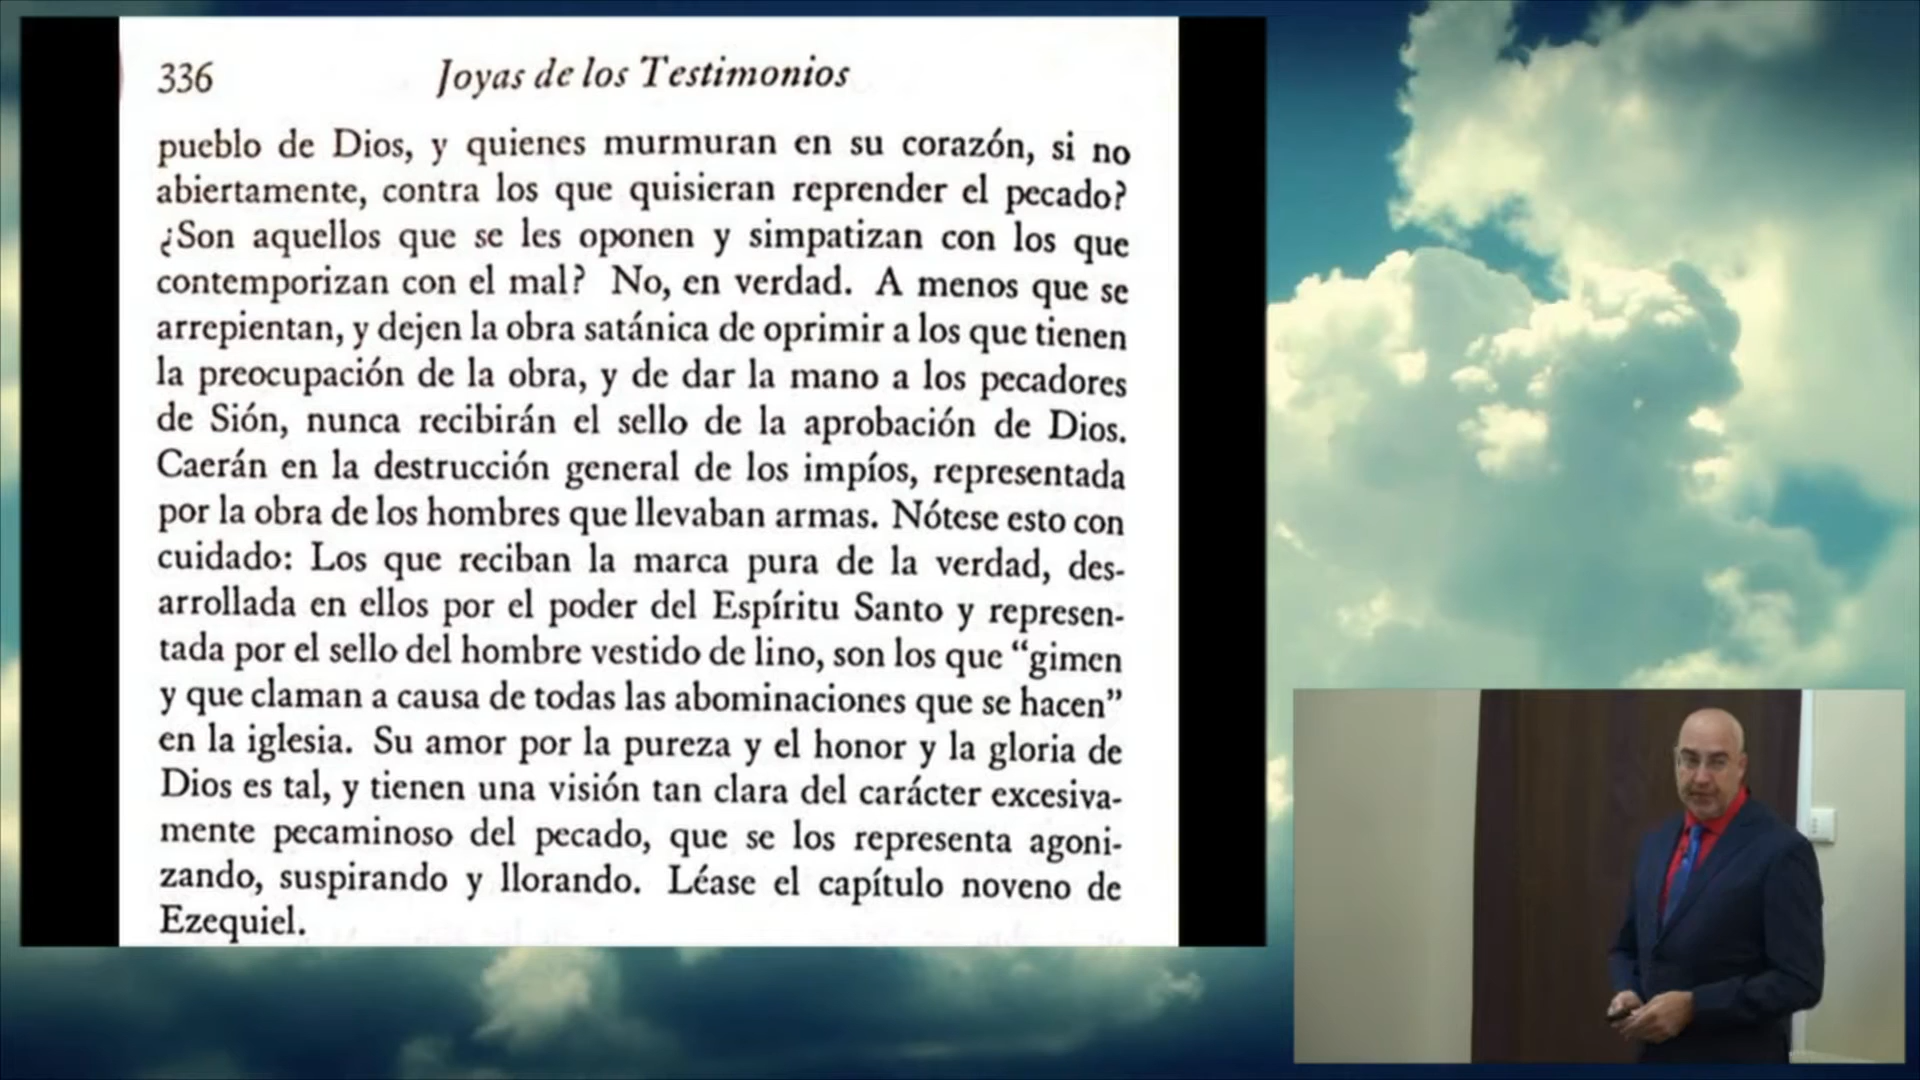 336 Joyas de los Testimonios
pueblo de Dios, y quienes murmuran en su corazón, si no
abiertamente, contra los que quisieran reprender el pecado?
¿Son aquellos que se les oponen y simpatizan con los que
contemporizan con el mal? No, en verdad. A menos que se
arrepientan, y dejen la obra satánica de oprimir a los que tienen
la preocupación de la obra, y de dar la mano a los pecadores
de Sión, nunca recibirán el sello de la aprobación de Dios.
Caerán en la destrucción general de los impíos, representada
por la obra de los hombres que llevaban armas. Nótese esto con
cuidado: Los que reciban la marca pura de la verdad, des-
arrollada en ellos por el poder del Espíritu Santo y represen-
tada por el sello del hombre vestido de lino, son los que “gimen
y que claman a causa de todas las abominaciones que se hacen”
en la iglesia. Su amor por la pureza y el honor y la gloria de
Dios es tal, y tienen una visión tan clara del carácter excesiva-
mente pecaminoso del pecado, que se los representa agoni-
zando, suspirando y llorando. Léase el capítulo noveno de
Ezequiel.